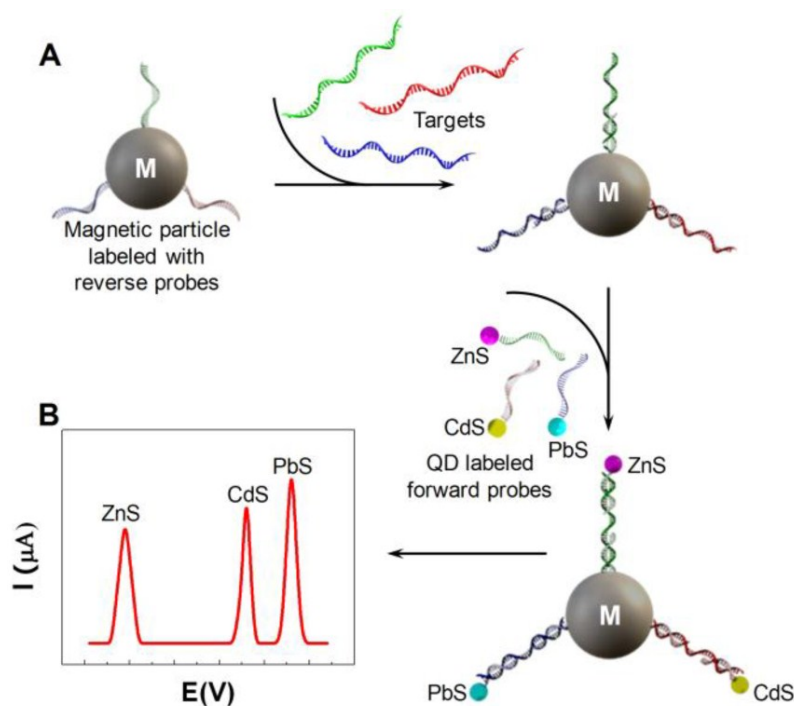 A
M
Magnetic particle
labeled with
reverse probes
Targets
M
ZnS
CdS
PbS
QD labeled
forward probes
ZnS
M
PbS
CdS
B
ZnS
CdS
PbS
I (μA)
E(V)